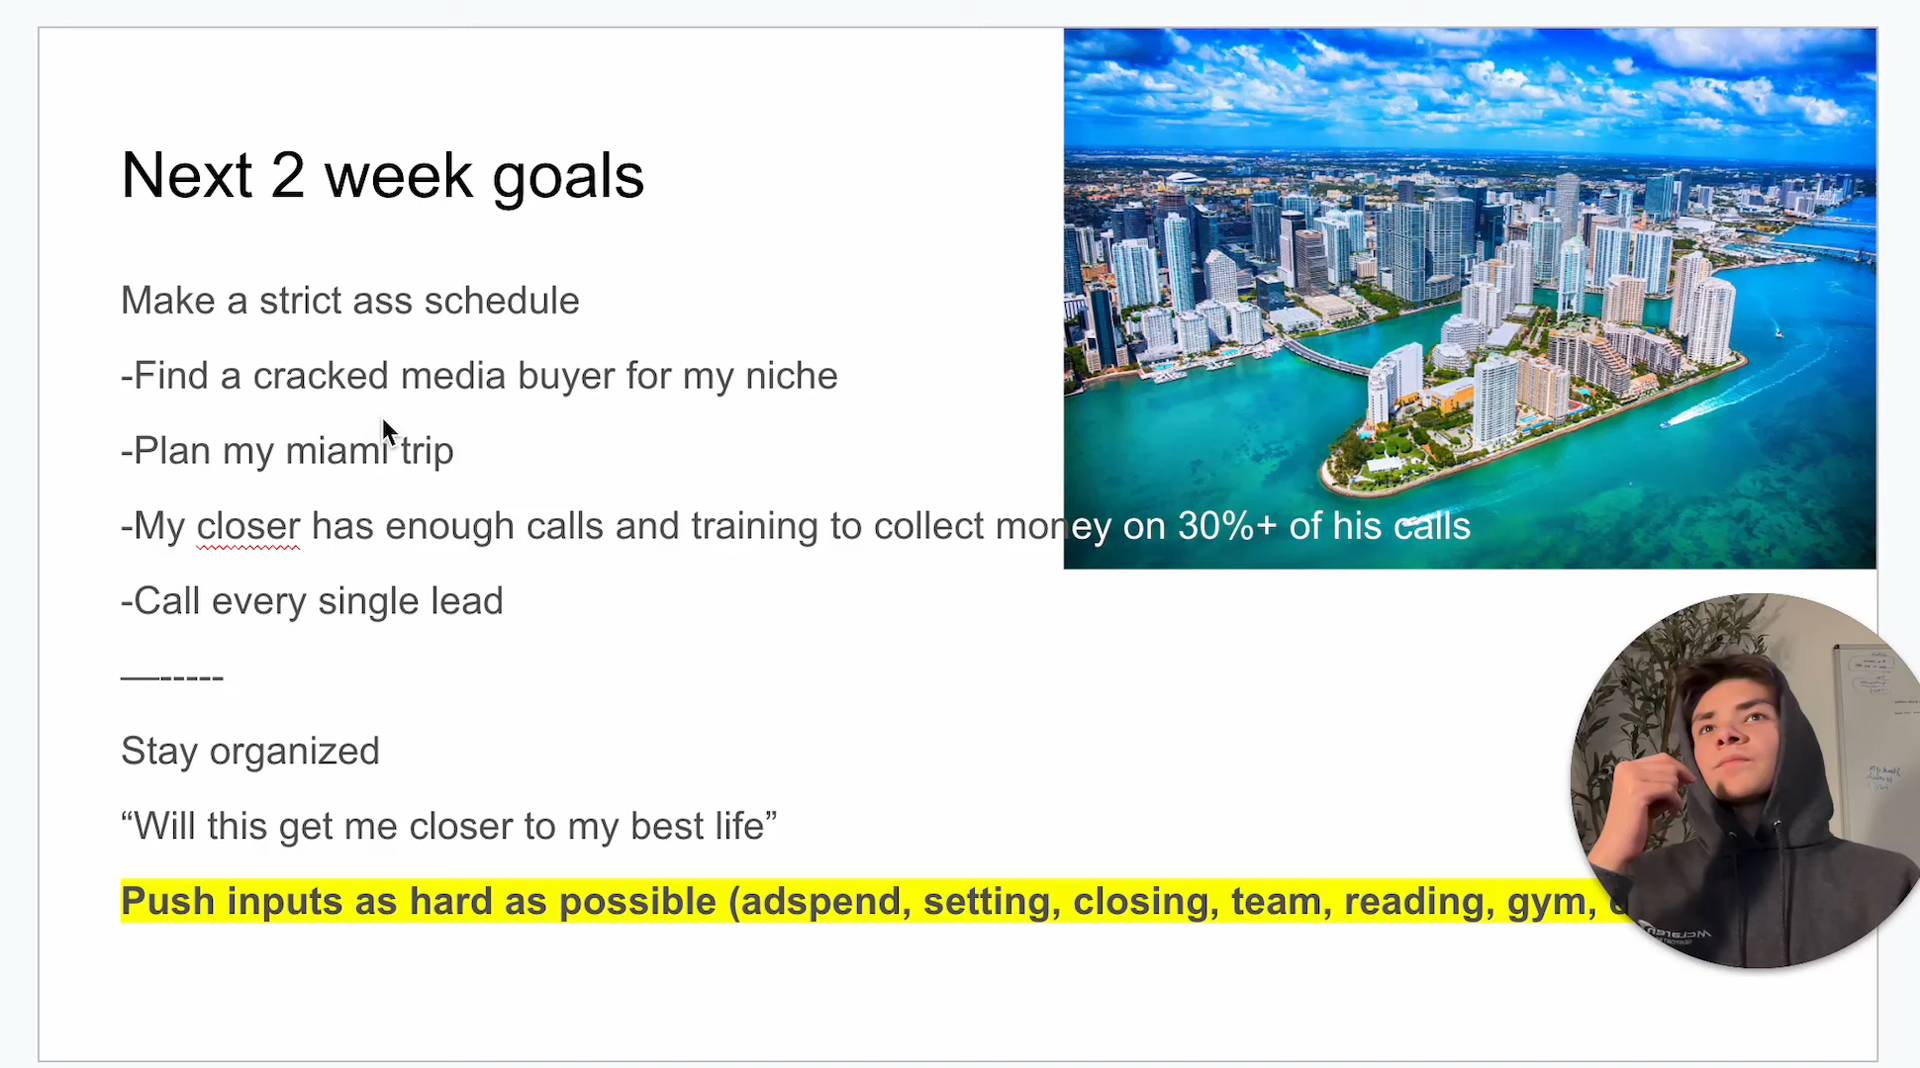 Next 2 week goals
Make a strict ass schedule
-Find a cracked media buyer for my niche
-Plan my miami trip
-My closer has enough calls and training to collect money on 30%+ of his calls
-Call every single lead
—-----
Stay organized
“Will this get me closer to my best life”
Push inputs as hard as possible (adspend, setting, closing, team, reading, gym,
McLaren